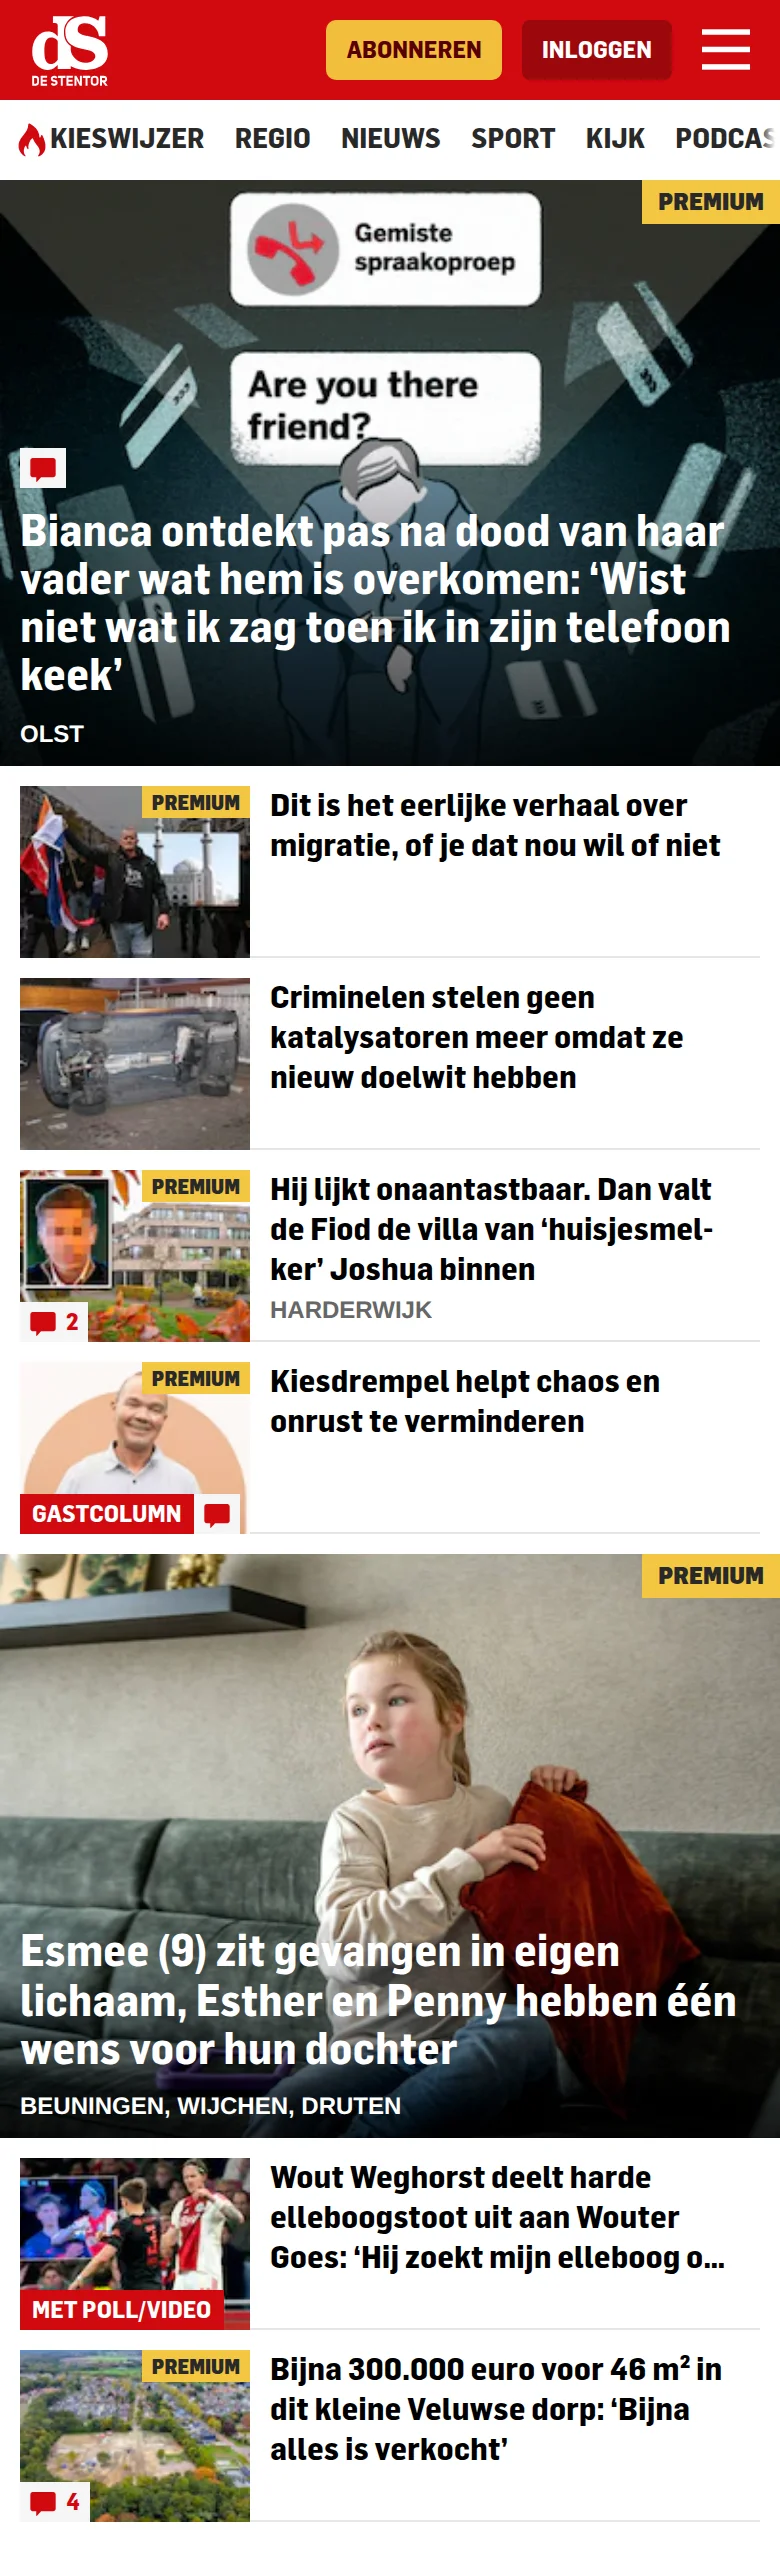 dS
DE STENTOR
ABONNEREN
INLOGGEN
KIESWIJZER REGIO NIEUWS SPORT KIJK PODCAS
PREMIUM
Gemiste
spraakoproep
Are you there
friend?
Bianca ontdekt pas na dood van haar
vader wat hem is overkomen: ‘Wist
niet wat ik zag toen ik in zijn telefoon
keek’
OLST
PREMIUM
Dit is het eerlijke verhaal over
migratie, of je dat nou wil of niet
Criminelen stelen geen
katalysatoren meer omdat ze
nieuw doelwit hebben
PREMIUM
2
Hij lijkt onaantastbaar. Dan valt
de Fiod de villa van ‘huisjesmel-
ker’ Joshua binnen
HARDERWIJK
PREMIUM
GASTCOLUMN
Kiesdrempel helpt chaos en
onrust te verminderen
PREMIUM
Esmee (9) zit gevangen in eigen
lichaam, Esther en Penny hebben één
wens voor hun dochter
BEUNINGEN, WIJCHEN, DRUTEN
MET POLL/VIDEO
Wout Weghorst deelt harde
elleboogstoot uit aan Wouter
Goes: ‘Hij zoekt mijn elleboog o...
PREMIUM
4
Bijna 300.000 euro voor 46 m² in
dit kleine Veluwse dorp: ‘Bijna
alles is verkocht’